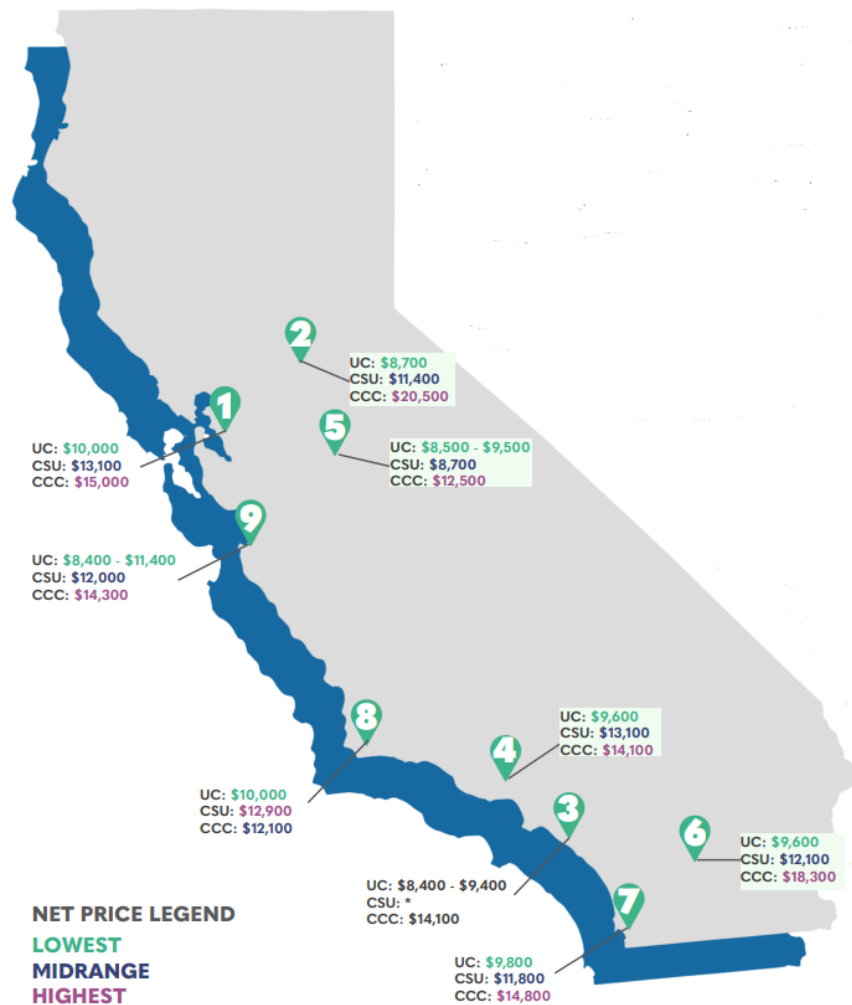 2
UC: $8,700
CSU: $11,400
CCC: $20,500
1
UC: $10,000
CSU: $13,100
CCC: $15,000
5
UC: $8,500 - $9,500
CSU: $8,700
CCC: $12,500
9
UC: $8,400 - $11,400
CSU: $12,000
CCC: $14,300
8
UC: $10,000
CSU: $12,900
CCC: $12,100
4
UC: $9,600
CSU: $13,100
CCC: $14,100
3
UC: $8,400 - $9,400
CSU: *
CCC: $14,100
6
UC: $9,600
CSU: $12,100
CCC: $18,300
7
UC: $9,800
CSU: $11,800
CCC: $14,800
NET PRICE LEGEND
LOWEST
MIDRANGE
HIGHEST